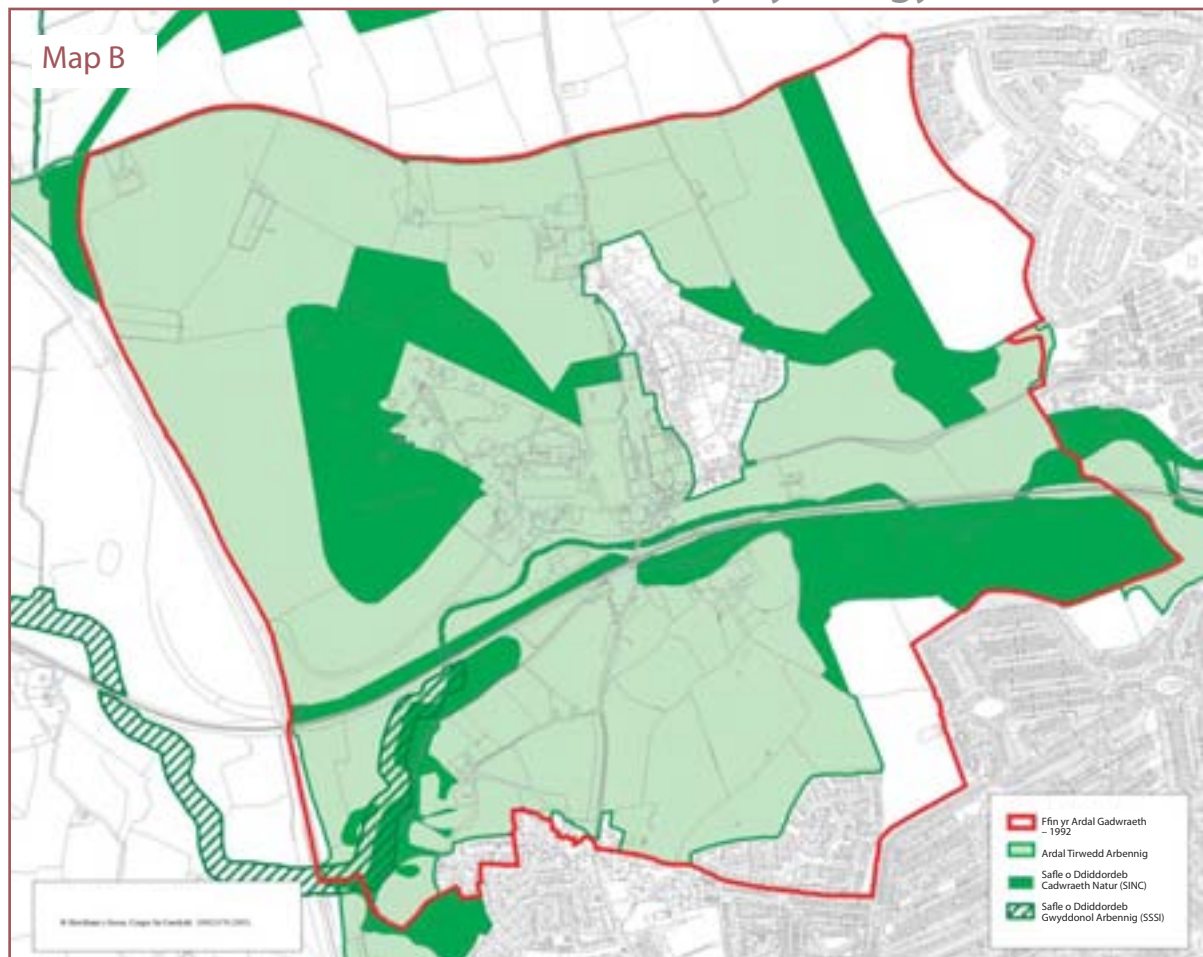 Map B
Ffin yr Ardal Gadwraeth
– 1992
Ardal Tirwedd Arbennig
Safle o Ddiddordeb
Cadwraeth Natur (SINC)
Safle o Ddiddordeb
Gwyddonol Arbennig (SSSI)